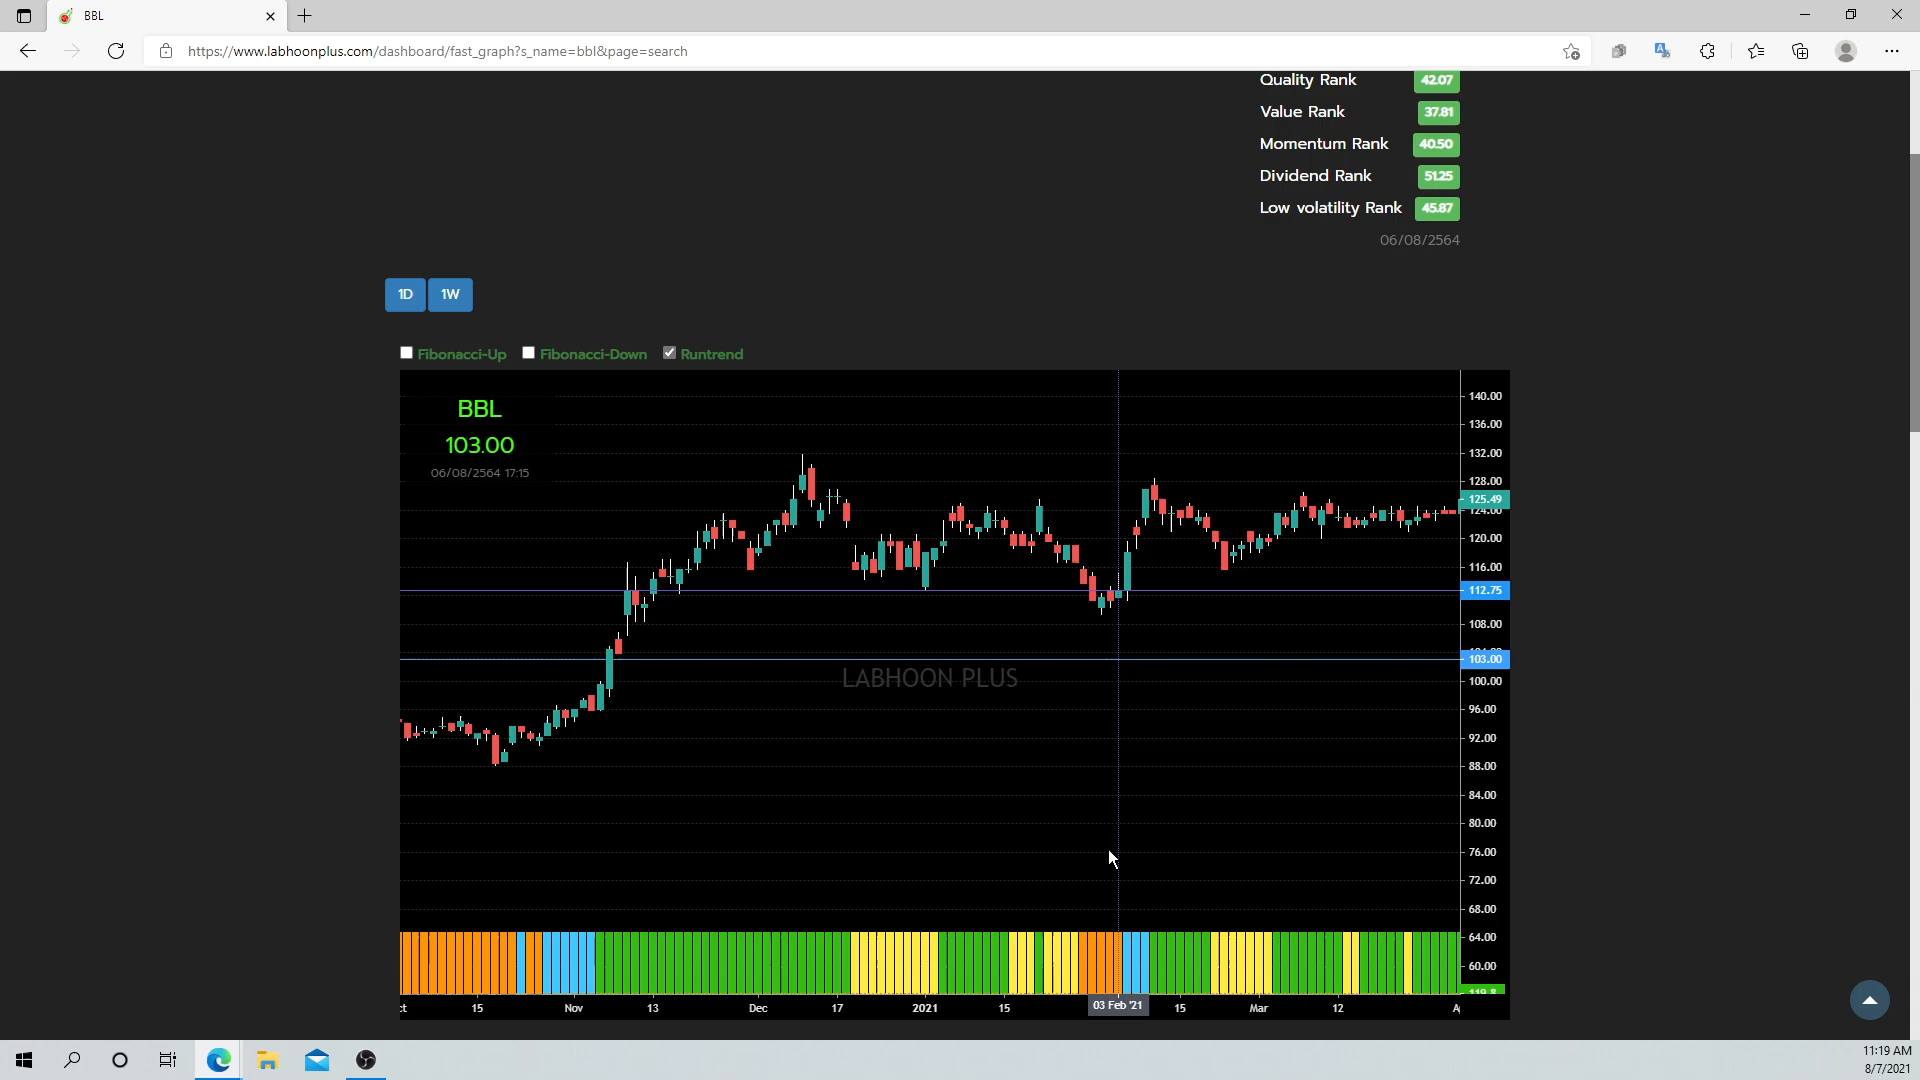 BBL
https://www.labhoonplus.com/dashboard/fast_graph?s_name=bbl&page=search
Quality Rank 42.07
Value Rank 37.81
Momentum Rank 40.50
Dividend Rank 51.25
Low volatility Rank 45.87
06/08/2564
1D 1W
Fibonacci-Up Fibonacci-Down Runtrend
BBL
103.00
06/08/2564 17:15
LABHOON PLUS
140.00
136.00
132.00
128.00
125.49
124.00
120.00
116.00
112.75
108.00
103.00
100.00
96.00
92.00
88.00
84.00
80.00
76.00
72.00
68.00
64.00
60.00
119.8
15 Nov 13 Dec 17 2021 15 03 Feb '21 15 Mar 12
11:19 AM
8/7/2021